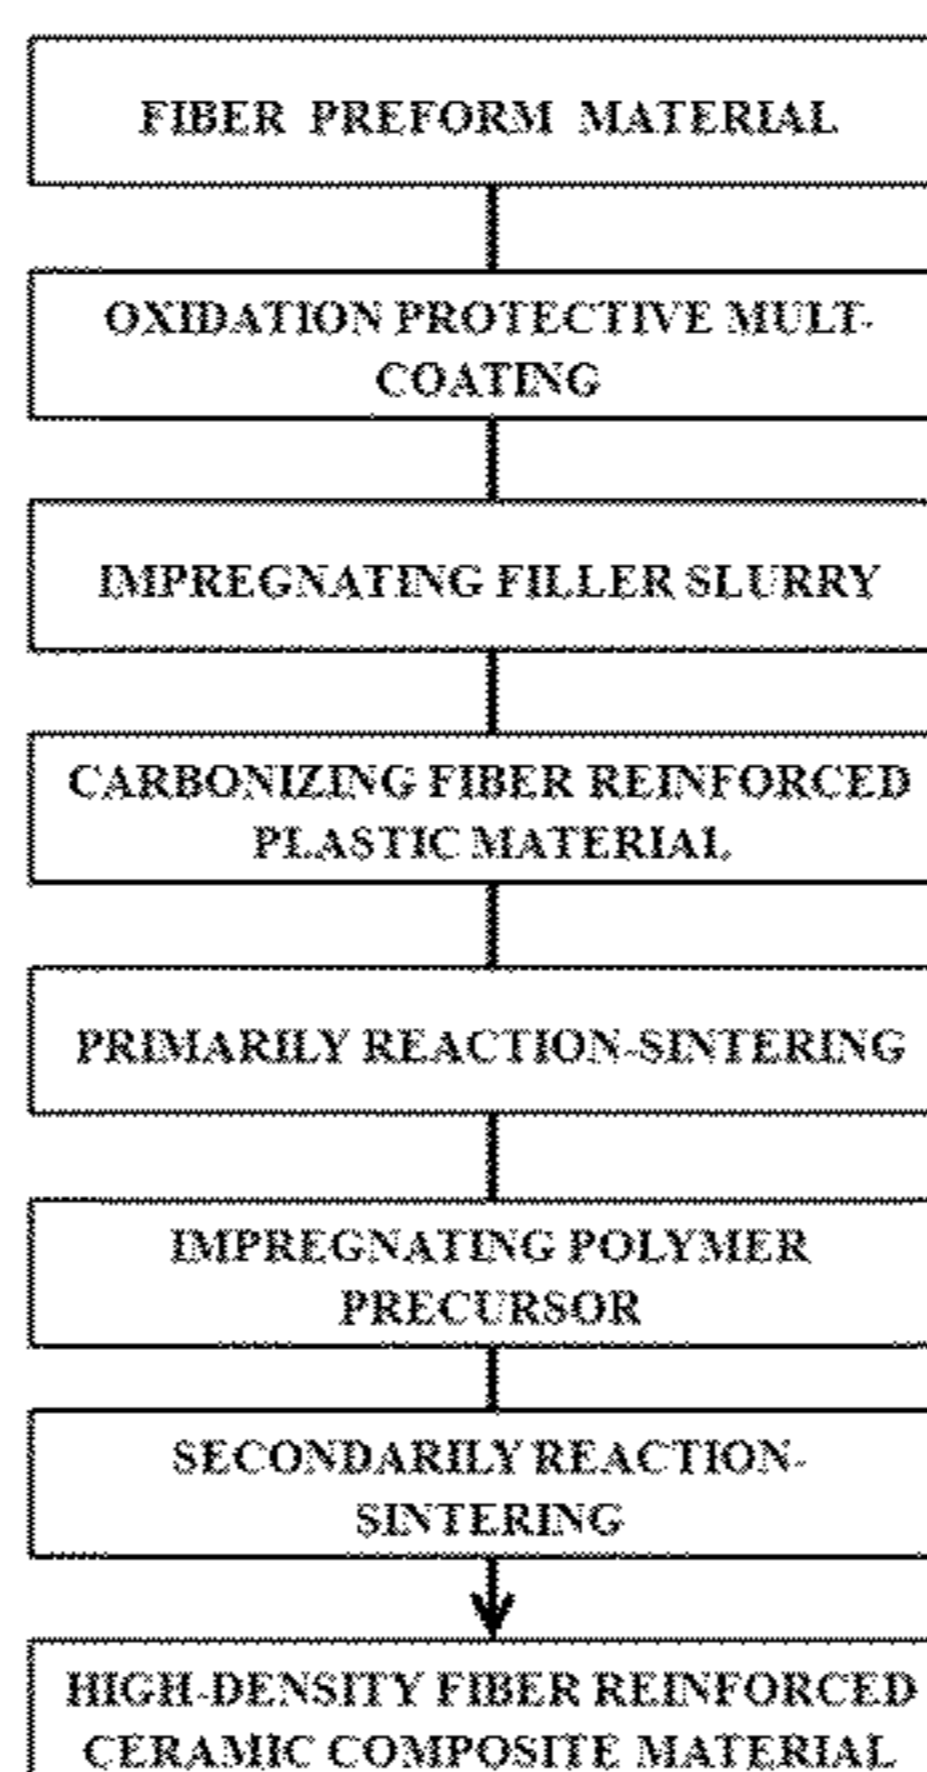 FIBER PREFORM MATERIAL
OXIDATION PROTECTIVE MULT-
COATING
IMPREGNATING FILLER SLURRY
CARBONIZING FIBER REINFORCED
PLASTIC MATERIAL
PRIMARILY REACTION-SINTERING
IMPREGNATING POLYMER
PRECURSOR
SECONDARILY REACTION-
SINTERING
HIGH-DENSITY FIBER REINFORCED
CERAMIC COMPOSITE MATERIAL